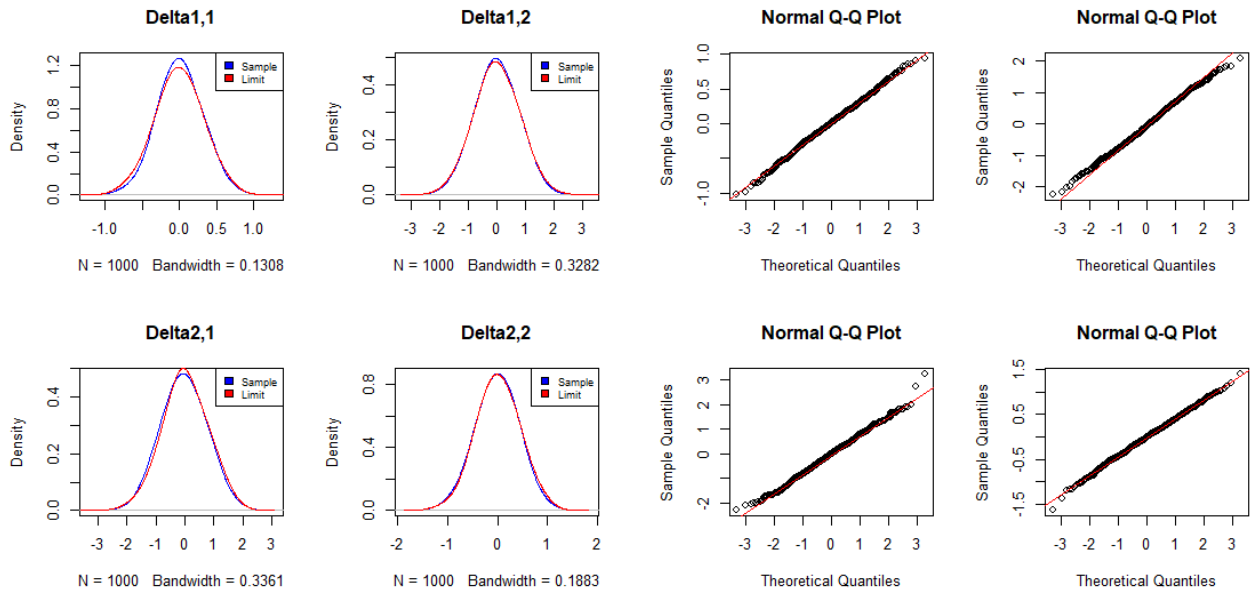 Delta1,1
Density
0.0 0.4 0.8 1.2
Sample
Limit
-1.0 0.0 0.5 1.0
N = 1000 Bandwidth = 0.1308
Delta1,2
Density
0.0 0.2 0.4
Sample
Limit
-3 -2 -1 0 1 2 3
N = 1000 Bandwidth = 0.3282
Normal Q-Q Plot
Sample Quantiles
-1.0 0.0 0.5 1.0
-3 -2 -1 0 1 2 3
Theoretical Quantiles
Normal Q-Q Plot
Sample Quantiles
-2 -1 0 1 2
-3 -2 -1 0 1 2 3
Theoretical Quantiles
Delta2,1
Density
0.0 0.2 0.4
Sample
Limit
-3 -2 -1 0 1 2 3
N = 1000 Bandwidth = 0.3361
Delta2,2
Density
0.0 0.4 0.8
Sample
Limit
-2 -1 0 1 2
N = 1000 Bandwidth = 0.1883
Normal Q-Q Plot
Sample Quantiles
-2 0 1 2 3
-3 -2 -1 0 1 2 3
Theoretical Quantiles
Normal Q-Q Plot
Sample Quantiles
-1.5 -0.5 0.5 1.5
-3 -2 -1 0 1 2 3
Theoretical Quantiles